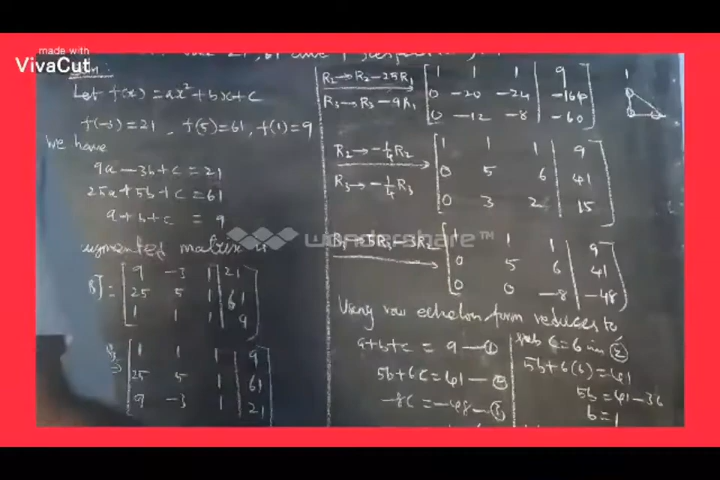 made with
VivaCut
Let f(x) = ax² + bx + c
f(-3) = 21 , f(5) = 61, f(1) = 9
We have
9a - 3b + c = 21
25a + 5b + c = 61
a + b + c = 9
augmented matrix is
B] = [ 9 -3 1 | 21
25 5 1 | 61
1 1 1 | 9 ]
⇒ [ 1 1 1 | 9
25 5 1 | 61
9 -3 1 | 21 ]
R₂ → R₂ - 25R₁
R₃ → R₃ - 9R₁
[ 1 1 1 | 9
0 -20 -24 | -164
0 -12 -8 | -60 ]
1
R₂ → -¼R₂
R₃ → -¼R₃
[ 1 1 1 | 9
0 5 6 | 41
0 3 2 | 15 ]
wondershare™
R₃ → 5R₃ - 3R₂
[ 1 1 1 | 9
0 5 6 | 41
0 0 -8 | -48 ]
Using row echelon form reduces to
a + b + c = 9 — ①
5b + 6c = 41 — ②
-8c = -48 — ③
sub c = 6 in ②
5b + 6(6) = 41
5b = 41 - 36
b = 1